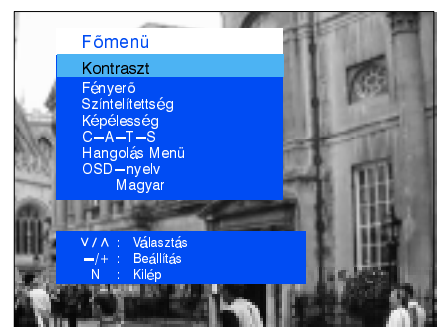 Főmenü
Kontraszt
Fényerő
Színtelítettség
Képélesség
C–A–T–S
Hangolás Menü
OSD–nyelv
Magyar
V / Λ : Választás
–/+ : Beállítás
N : Kilép